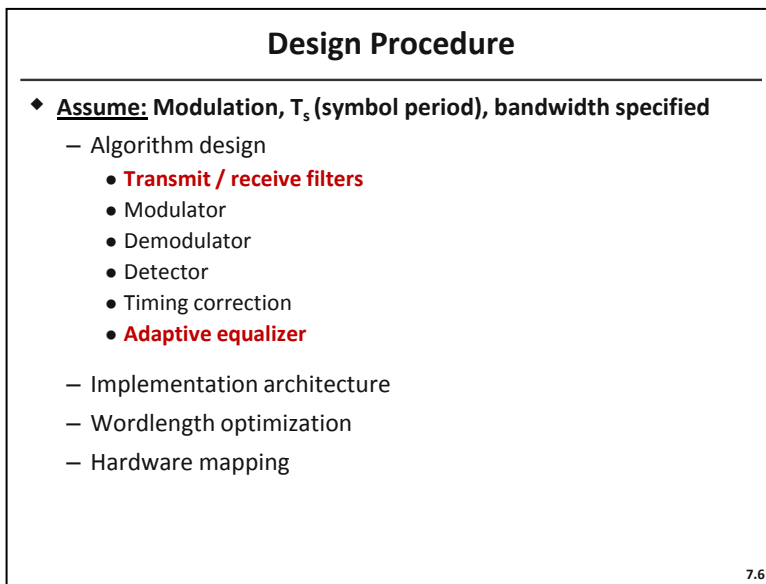 Design Procedure
◆ Assume: Modulation, Ts (symbol period), bandwidth specified
– Algorithm design
● Transmit / receive filters
● Modulator
● Demodulator
● Detector
● Timing correction
● Adaptive equalizer
– Implementation architecture
– Wordlength optimization
– Hardware mapping
7.6